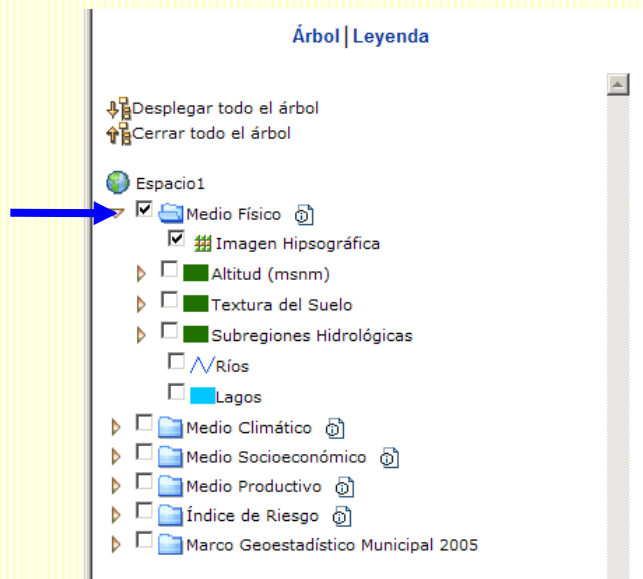 Árbol | Leyenda
Desplegar todo el árbol
Cerrar todo el árbol
Espacio1
Medio Físico
Imagen Hipsográfica
Altitud (msnm)
Textura del Suelo
Subregiones Hidrológicas
Ríos
Lagos
Medio Climático
Medio Socioeconómico
Medio Productivo
Índice de Riesgo
Marco Geoestadístico Municipal 2005